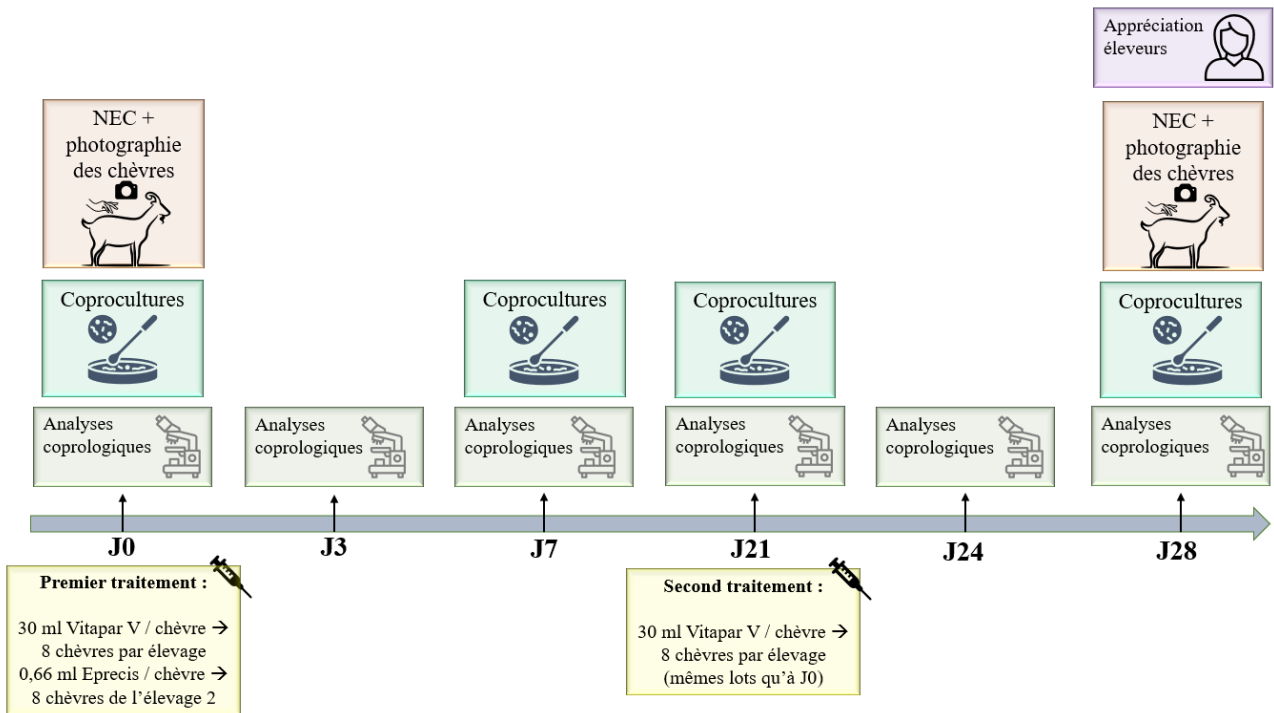 Appréciation
éleveurs
NEC +
photographie
des chèvres
NEC +
photographie
des chèvres
Coprocultures
Coprocultures
Coprocultures
Coprocultures
Analyses
coprologiques
Analyses
coprologiques
Analyses
coprologiques
Analyses
coprologiques
Analyses
coprologiques
Analyses
coprologiques
J0
J3
J7
J21
J24
J28
Premier traitement :
30 ml Vitapar V / chèvre →
8 chèvres par élevage
0,66 ml Eprecis / chèvre →
8 chèvres de l'élevage 2
Second traitement :
30 ml Vitapar V / chèvre →
8 chèvres par élevage
(mêmes lots qu'à J0)